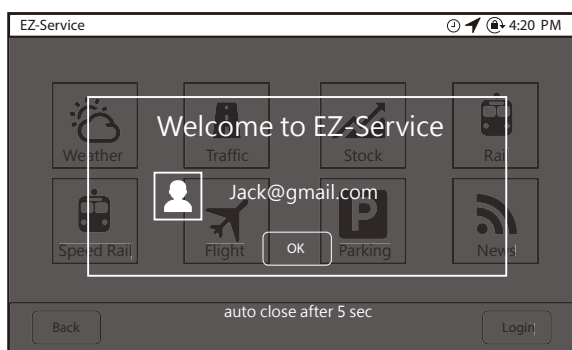 EZ-Service 4:20 PM
Welcome to EZ-Service
Weather Traffic Stock Rail
Jack@gmail.com
P
Speed Rail Flight OK Parking News
auto close after 5 sec
Back Login